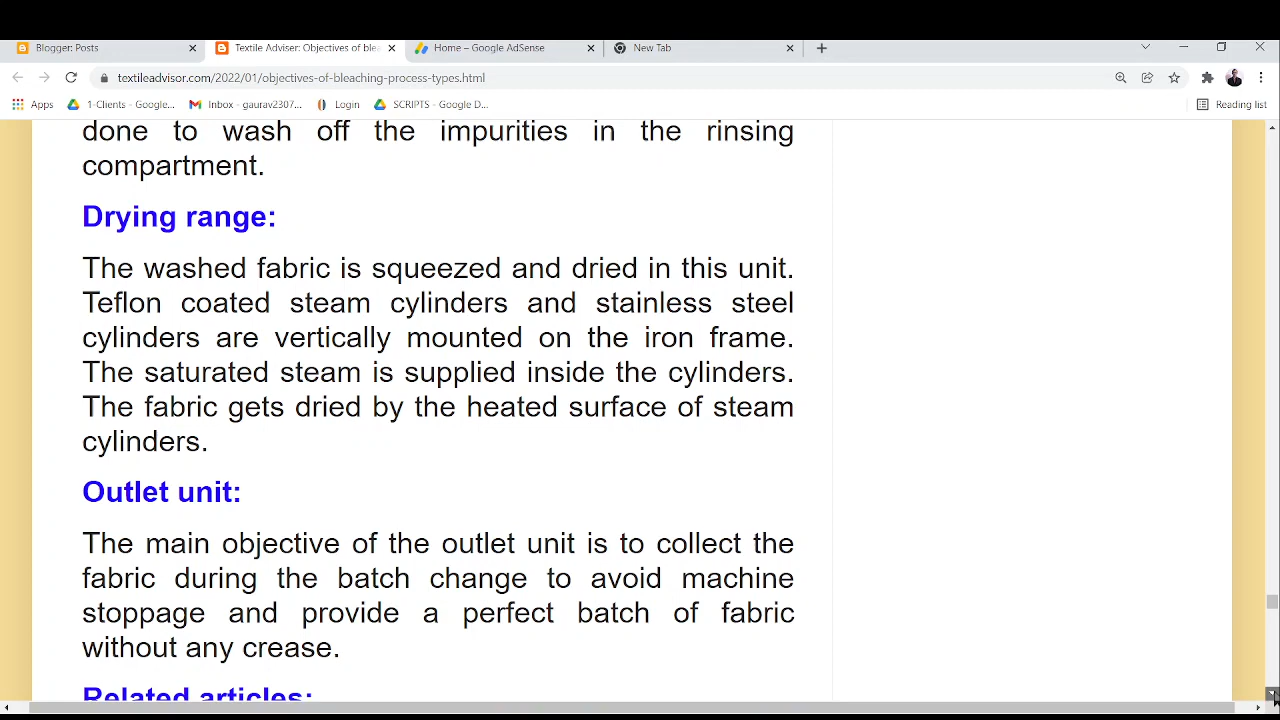 Blogger: Posts
Textile Adviser: Objectives of ble
Home – Google AdSense
New Tab
textileadvisor.com/2022/01/objectives-of-bleaching-process-types.html
Apps
1-Clients - Google...
Inbox - gaurav2307...
Login
SCRIPTS - Google D...
Reading list
done to wash off the impurities in the rinsing
compartment.
Drying range:
The washed fabric is squeezed and dried in this unit.
Teflon coated steam cylinders and stainless steel
cylinders are vertically mounted on the iron frame.
The saturated steam is supplied inside the cylinders.
The fabric gets dried by the heated surface of steam
cylinders.
Outlet unit:
The main objective of the outlet unit is to collect the
fabric during the batch change to avoid machine
stoppage and provide a perfect batch of fabric
without any crease.
Related articles: